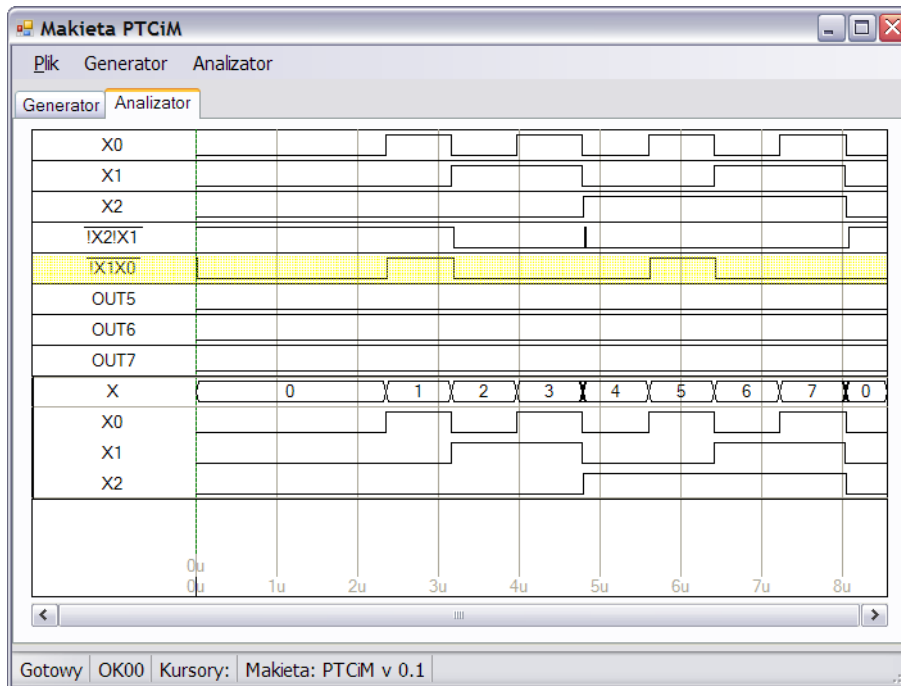 Makieta PTCiM
Plik Generator Analizator
Generator Analizator
X0
X1
X2
!X2!X1
!X1X0
OUT5
OUT6
OUT7
X 0 1 2 3 4 5 6 7 0
X0
X1
X2
0u
0u 1u 2u 3u 4u 5u 6u 7u 8u
Gotowy OK00 Kursory: Makieta: PTCiM v 0.1